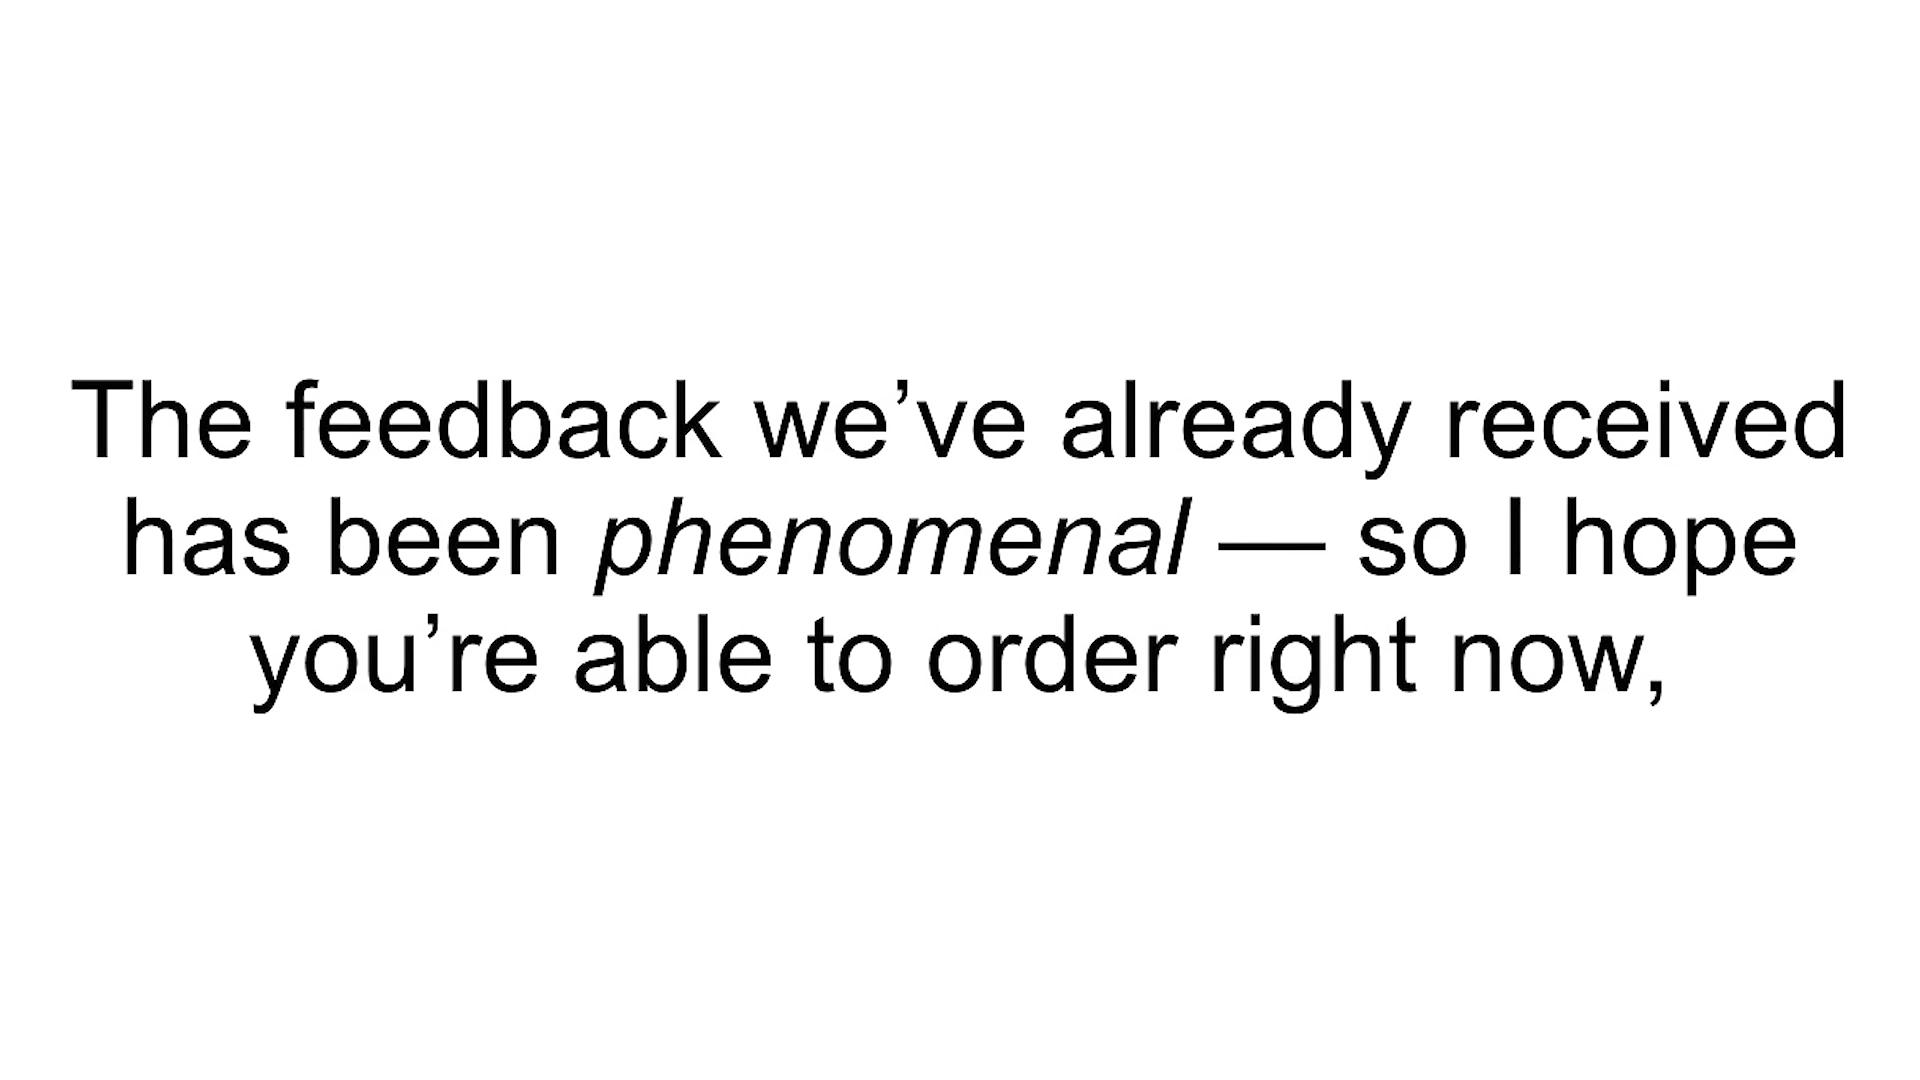 The feedback we’ve already received
has been phenomenal — so I hope
you’re able to order right now,